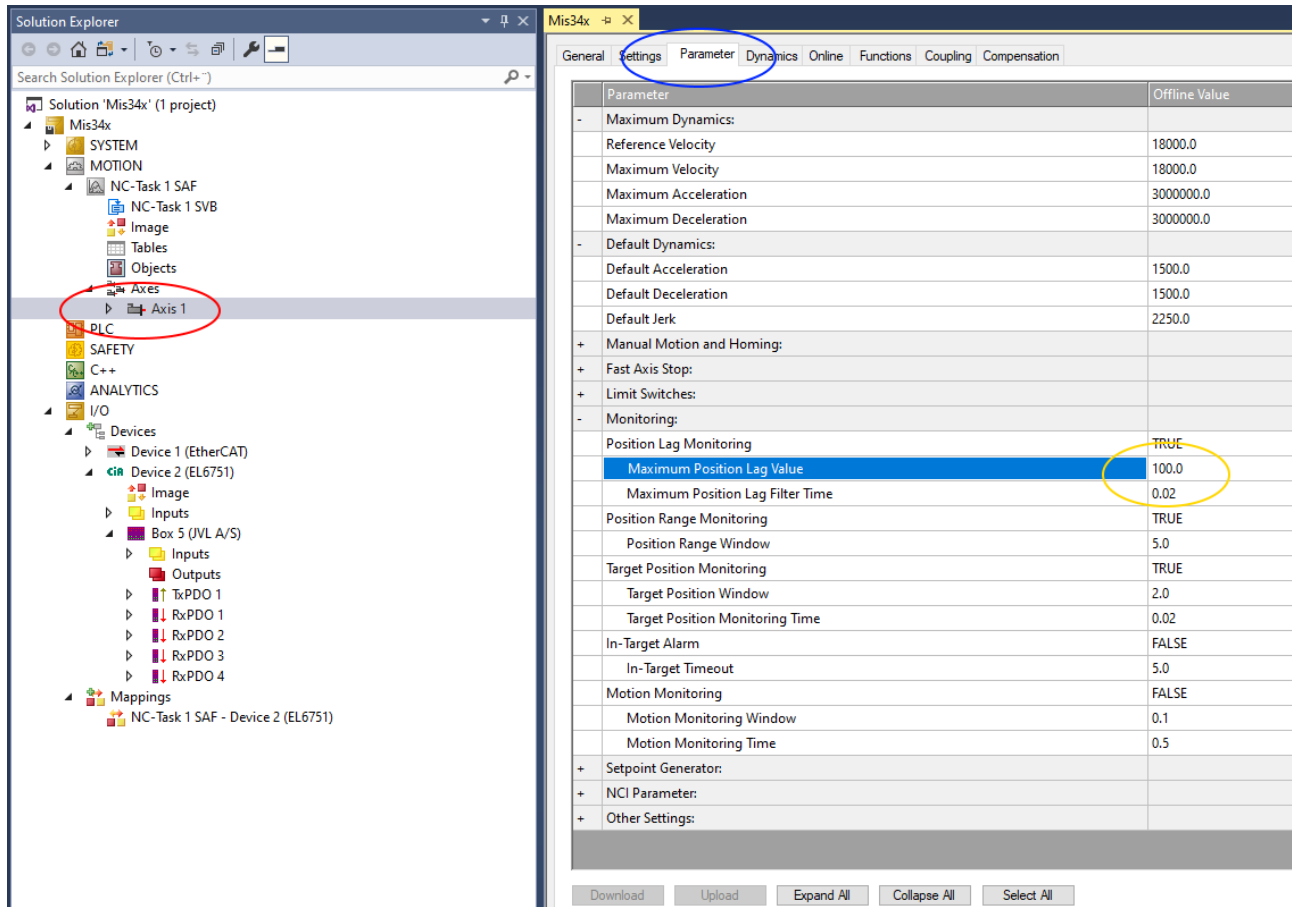 Solution Explorer
Search Solution Explorer (Ctrl+¨)
Solution 'Mis34x' (1 project)
Mis34x
SYSTEM
MOTION
NC-Task 1 SAF
NC-Task 1 SVB
Image
Tables
Objects
Axes
Axis 1
PLC
SAFETY
C++
ANALYTICS
I/O
Devices
Device 1 (EtherCAT)
CiA Device 2 (EL6751)
Image
Inputs
Box 5 (JVL A/S)
Inputs
Outputs
TxPDO 1
RxPDO 1
RxPDO 2
RxPDO 3
RxPDO 4
Mappings
NC-Task 1 SAF - Device 2 (EL6751)
Mis34x
General Settings Parameter Dynamics Online Functions Coupling Compensation
Parameter Offline Value
- Maximum Dynamics:
Reference Velocity 18000.0
Maximum Velocity 18000.0
Maximum Acceleration 3000000.0
Maximum Deceleration 3000000.0
- Default Dynamics:
Default Acceleration 1500.0
Default Deceleration 1500.0
Default Jerk 2250.0
+ Manual Motion and Homing:
+ Fast Axis Stop:
+ Limit Switches:
- Monitoring:
Position Lag Monitoring TRUE
Maximum Position Lag Value 100.0
Maximum Position Lag Filter Time 0.02
Position Range Monitoring TRUE
Position Range Window 5.0
Target Position Monitoring TRUE
Target Position Window 2.0
Target Position Monitoring Time 0.02
In-Target Alarm FALSE
In-Target Timeout 5.0
Motion Monitoring FALSE
Motion Monitoring Window 0.1
Motion Monitoring Time 0.5
+ Setpoint Generator:
+ NCI Parameter:
+ Other Settings:
Download Upload Expand All Collapse All Select All